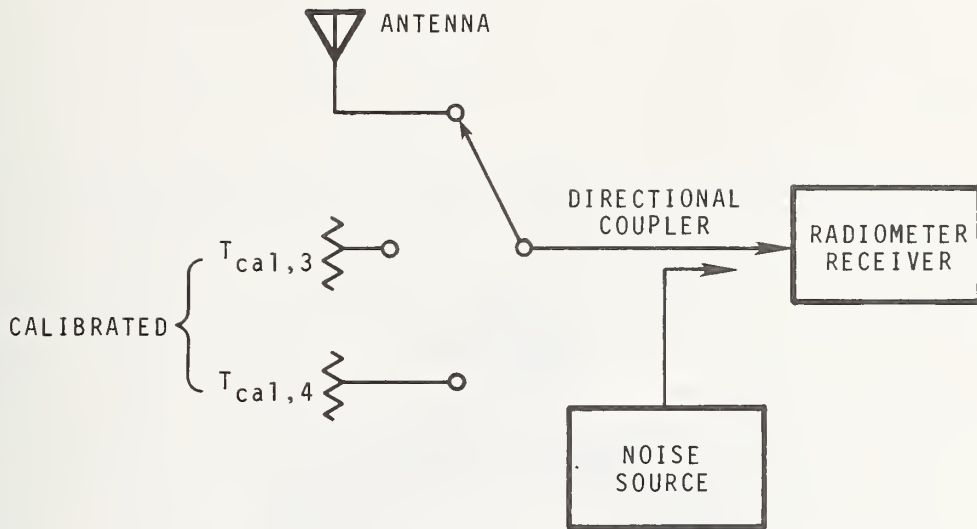 ANTENNA
DIRECTIONAL
COUPLER
RADIOMETER
RECEIVER
Tcal,3
CALIBRATED
Tcal,4
NOISE
SOURCE